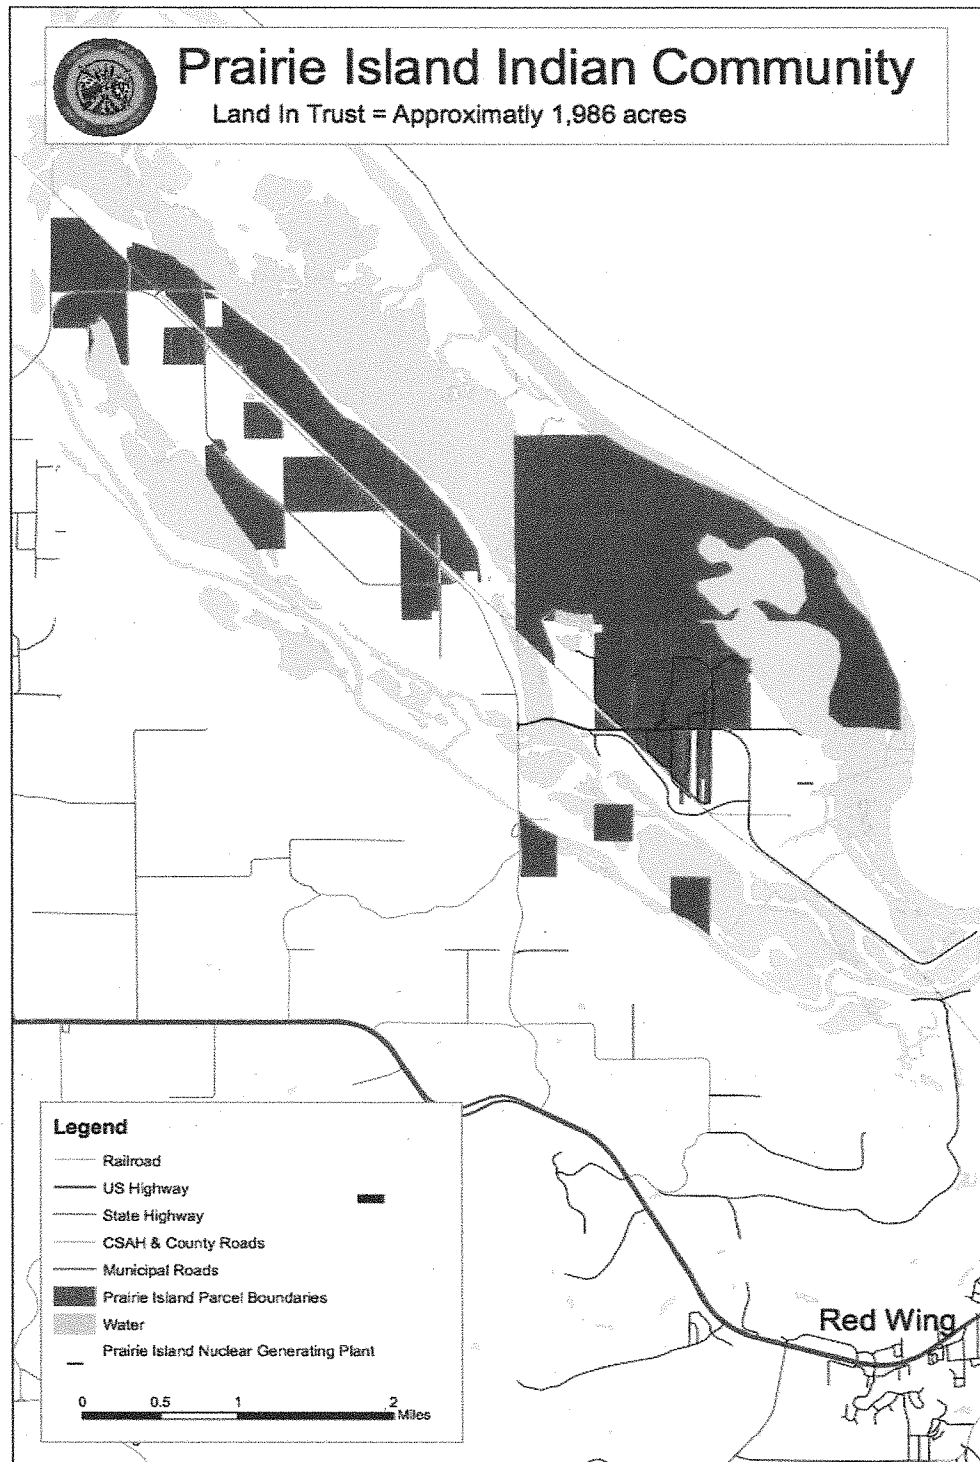 Prairie Island Indian Community
Land In Trust = Approximatly 1,986 acres
Legend
Railroad
US Highway
State Highway
CSAH & County Roads
Municipal Roads
Prairie Island Parcel Boundaries
Water
Prairie Island Nuclear Generating Plant
0 0.5 1 2
Miles
Red Wing